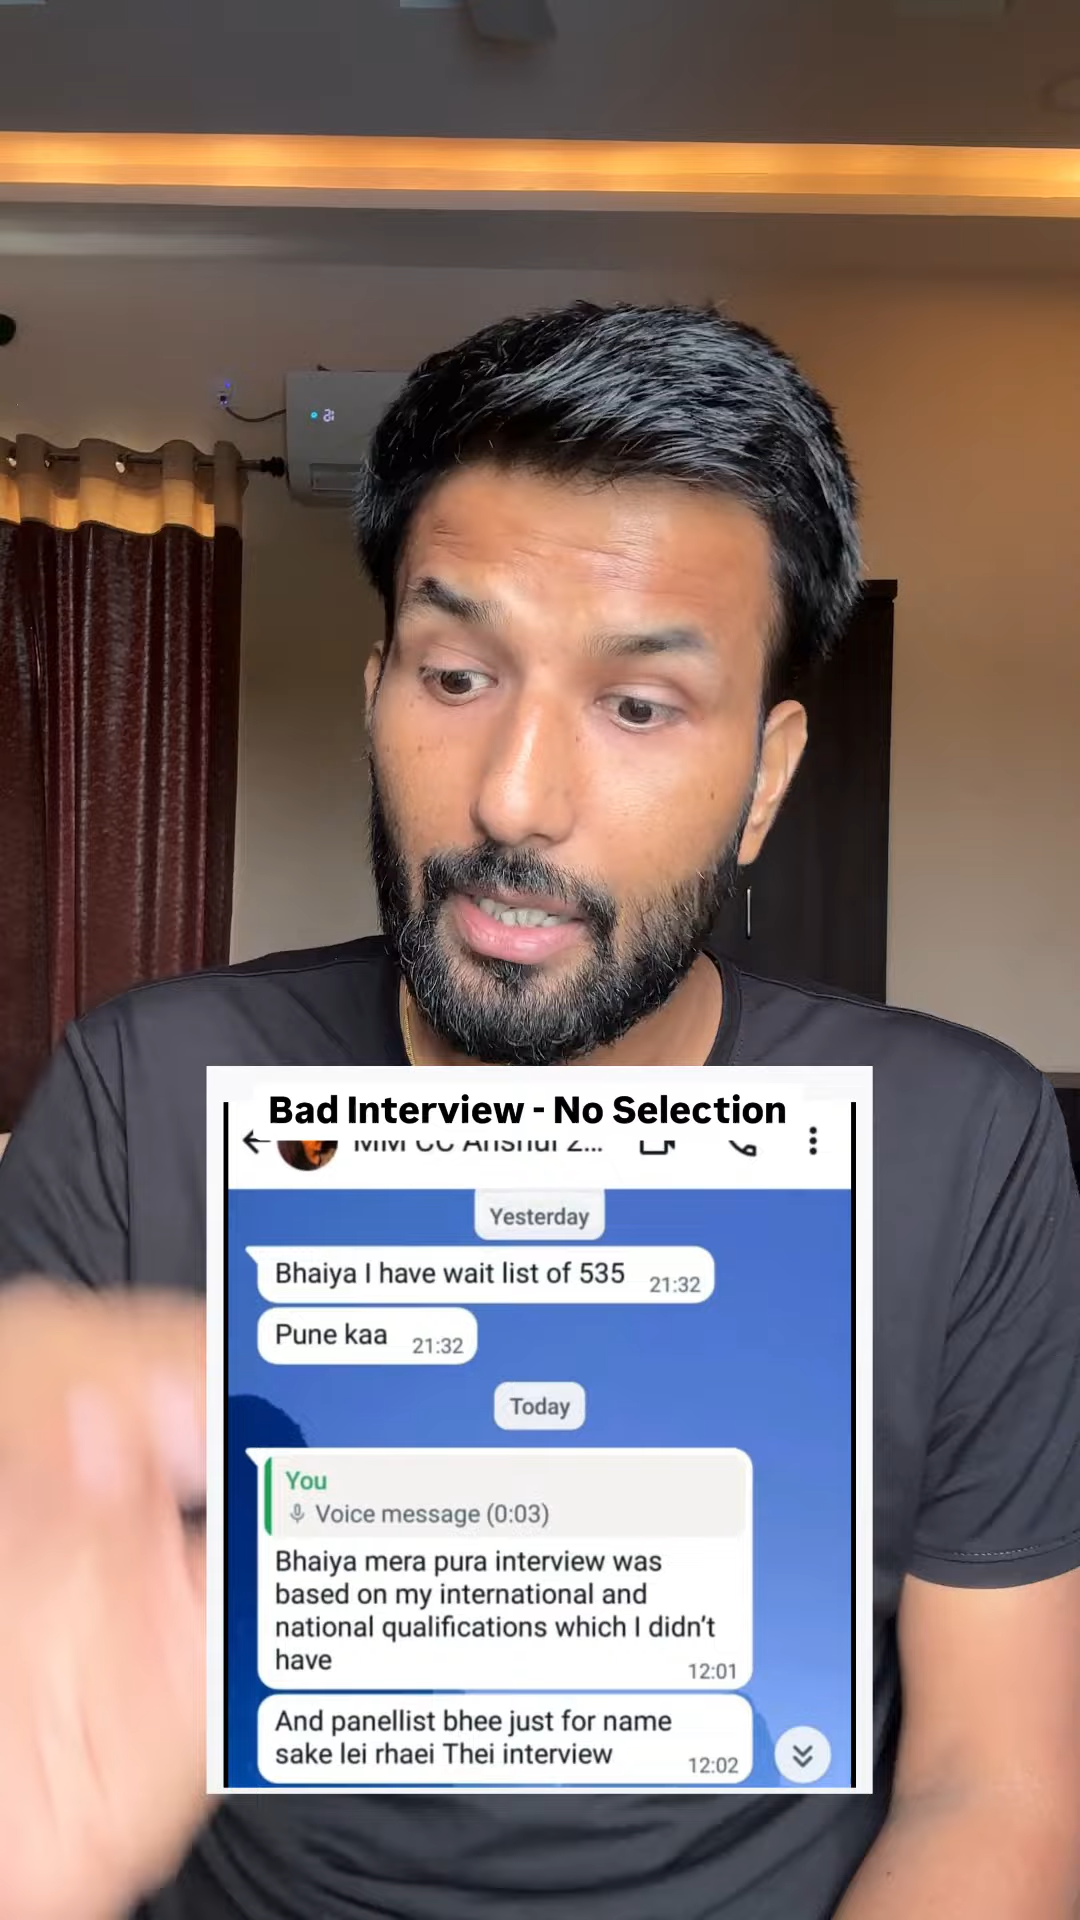 Bad Interview - No Selection
Yesterday
Bhaiya I have wait list of 535 21:32
Pune kaa 21:32
Today
You
Voice message (0:03)
Bhaiya mera pura interview was
based on my international and
national qualifications which I didn't
have 12:01
And panellist bhee just for name
sake lei rhaei Thei interview 12:02